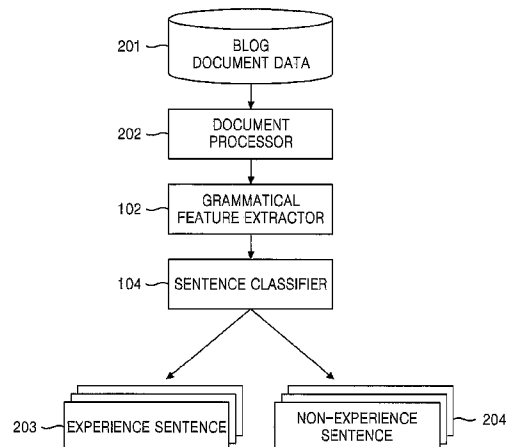 201
BLOG
DOCUMENT DATA
202
DOCUMENT
PROCESSOR
102
GRAMMATICAL
FEATURE EXTRACTOR
104
SENTENCE CLASSIFIER
203
EXPERIENCE SENTENCE
NON-EXPERIENCE
SENTENCE
204